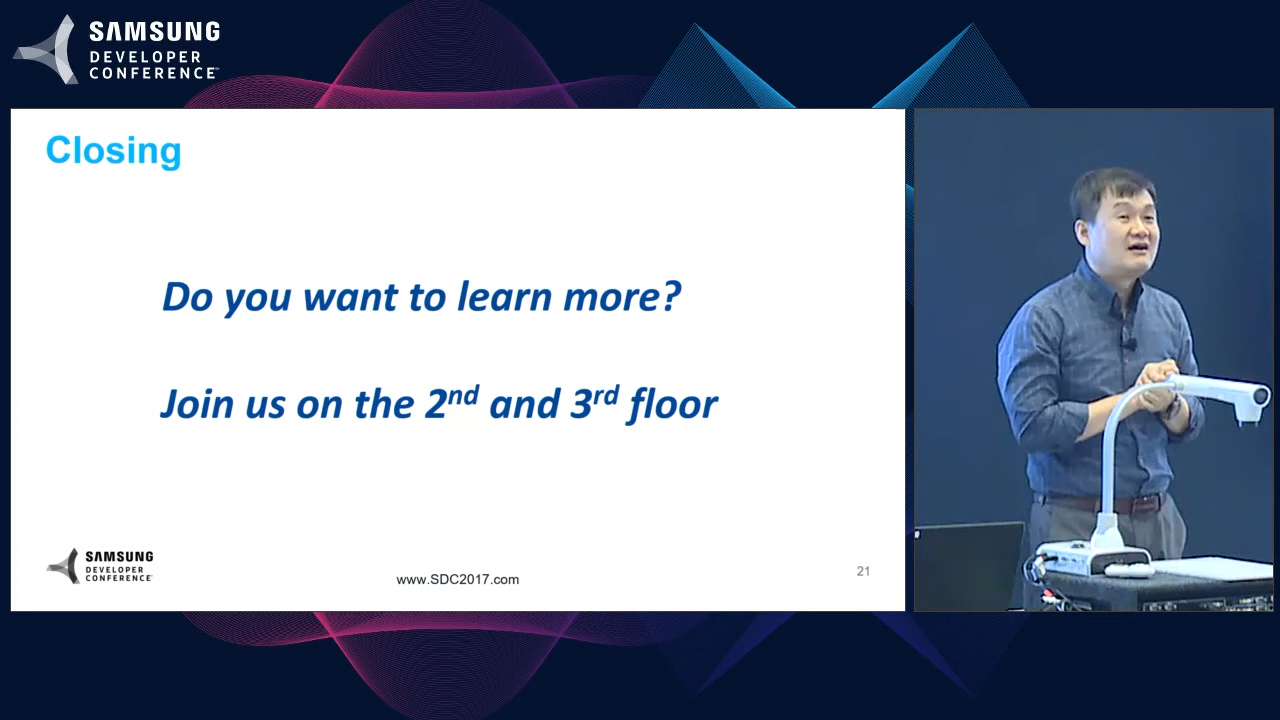 SAMSUNG
DEVELOPER
CONFERENCE
Closing
Do you want to learn more?
Join us on the 2nd and 3rd floor
SAMSUNG
DEVELOPER
CONFERENCE
www.SDC2017.com
21